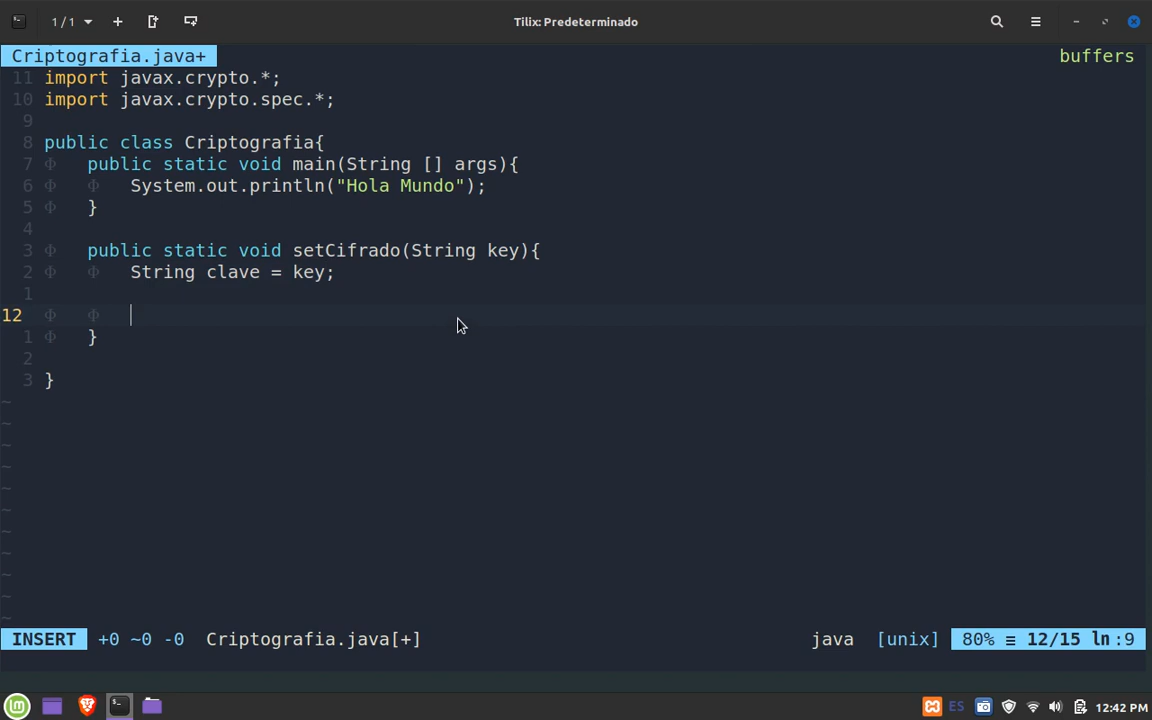 1 / 1
Tilix: Predeterminado
Criptografia.java+ buffers
11 import javax.crypto.*;
10 import javax.crypto.spec.*;
9
8 public class Criptografia{
7 Φ public static void main(String [] args){
6 Φ Φ System.out.println("Hola Mundo");
5 Φ }
4
3 Φ public static void setCifrado(String key){
2 Φ Φ String clave = key;
1
12 Φ Φ
1 Φ }
2
3 }
~
~
~
~
~
~
~
~
~
~
~
INSERT +0 ~0 -0 Criptografia.java[+] java [unix] 80% ≡ 12/15 ln :9
ES 12:42 PM